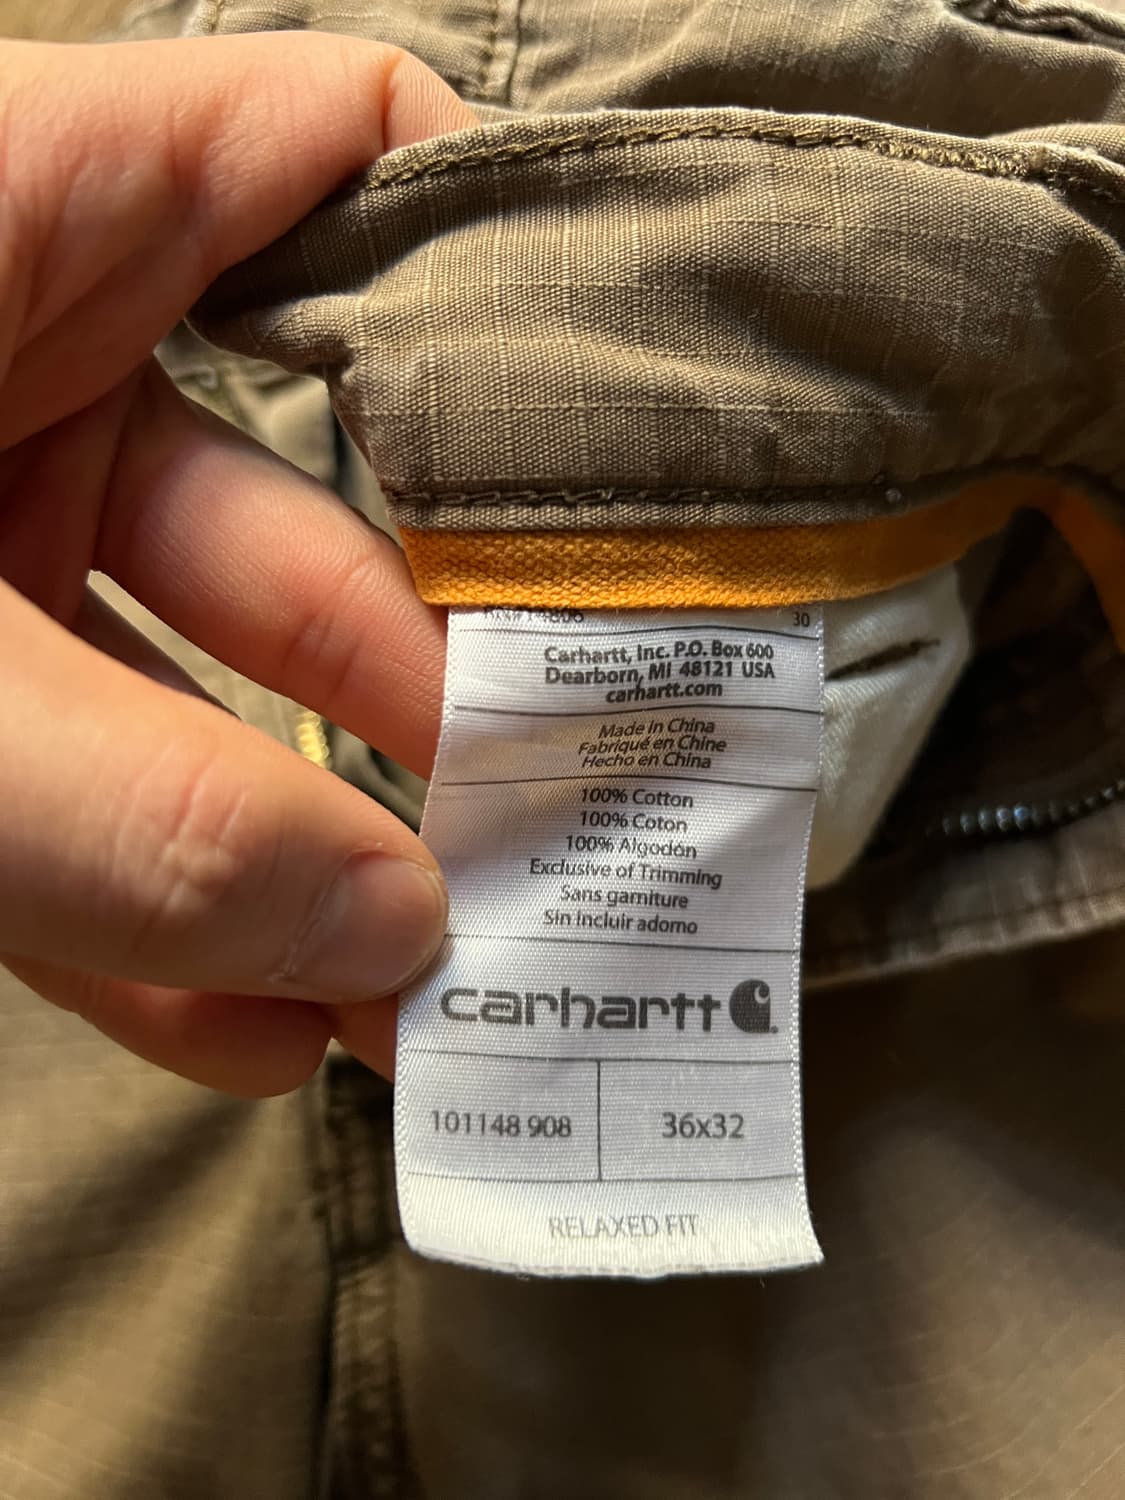 30
Carhartt, Inc. P.O. Box 600
Dearborn, MI 48121 USA
carhartt.com
Made in China
Fabriqué en Chine
Hecho en China
100% Cotton
100% Coton
100% Algodón
Exclusive of Trimming
Sans garniture
Sin incluir adorno
carhartt
101148 908
36x32
RELAXED FIT